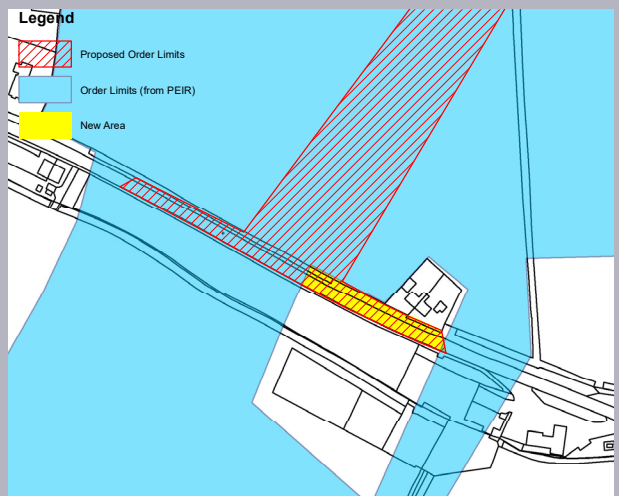 Legend
Proposed Order Limits
Order Limits (from PEIR)
New Area